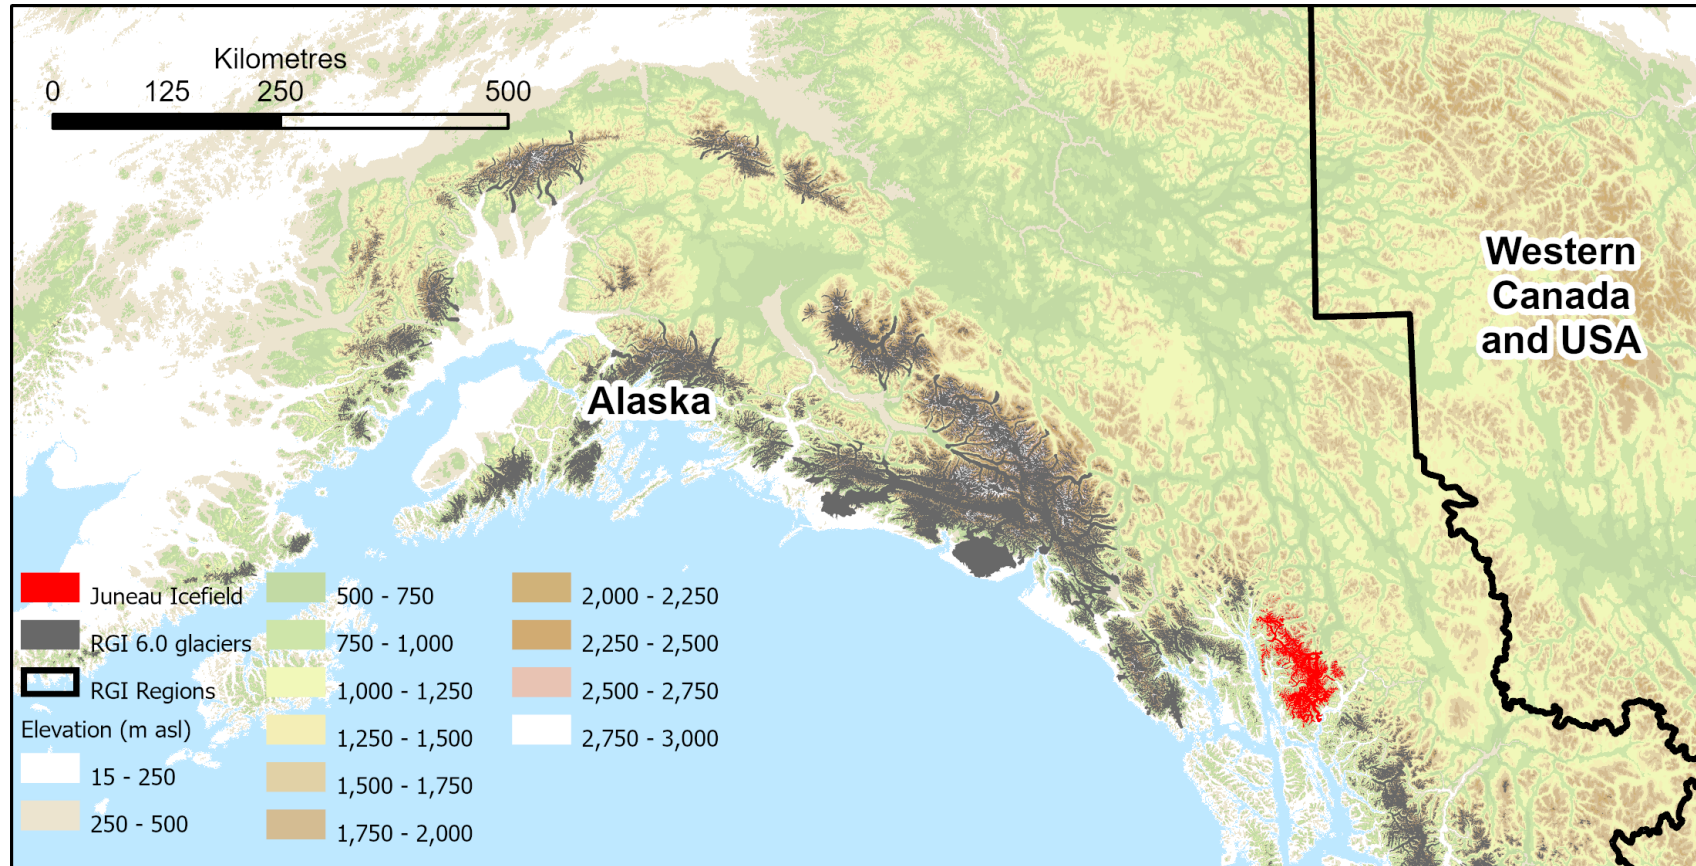 Kilometres
0 125 250 500
Western
Canada
and USA
Alaska
Juneau Icefield
RGI 6.0 glaciers
RGI Regions
Elevation (m asl)
15 - 250
250 - 500
500 - 750
750 - 1,000
1,000 - 1,250
1,250 - 1,500
1,500 - 1,750
1,750 - 2,000
2,000 - 2,250
2,250 - 2,500
2,500 - 2,750
2,750 - 3,000